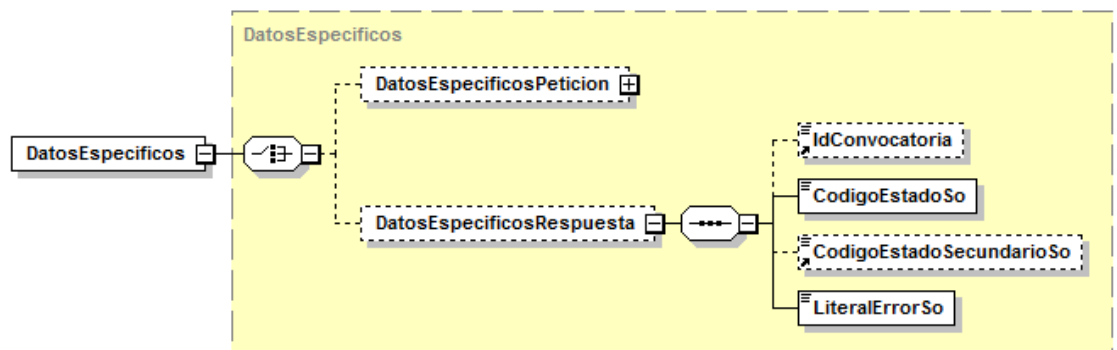 DatosEspecificos
DatosEspecificosPeticion
DatosEspecificos
IdConvocatoria
CodigoEstadoSo
DatosEspecificosRespuesta
CodigoEstadoSecundarioSo
LiteralErrorSo